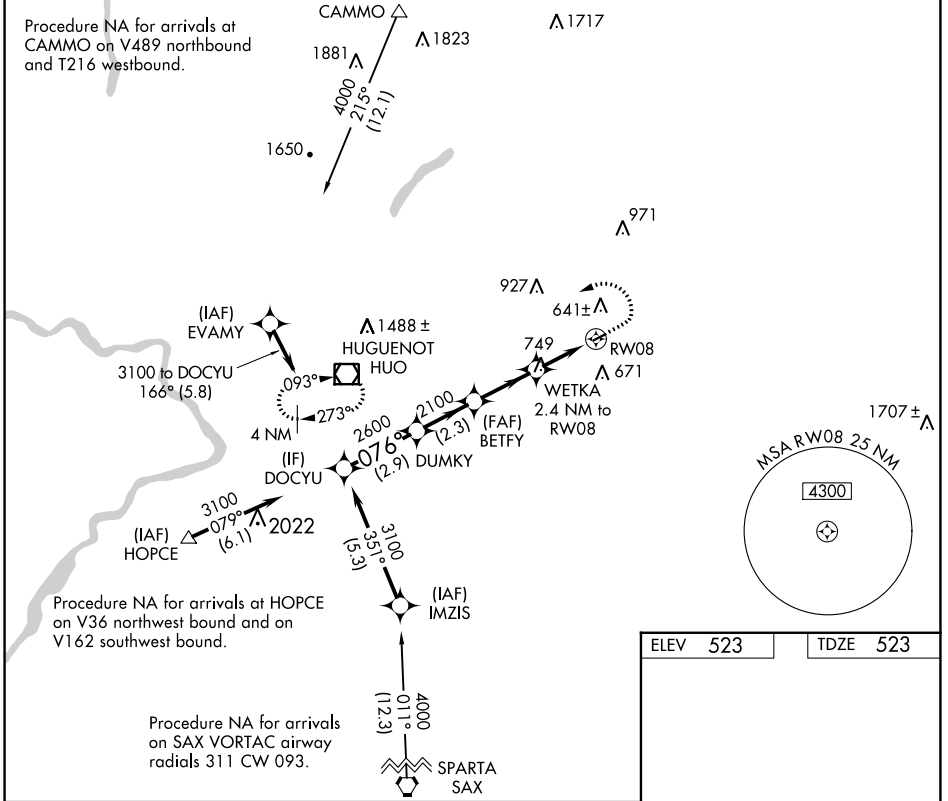 Procedure NA for arrivals at
CAMMO on V489 northbound
and T216 westbound.
CAMMO
1717
1823
1881
4000
215°
(12.1)
1650
971
927
641±
(IAF)
EVAMY
1488 ±
HUGUENOT
HUO
749
RW08
3100 to DOCYU
166° (5.8)
093°
671
WETKA
2.4 NM to
RW08
273°
4 NM
2600
076°
(2.9)
2100
(2.3)
(FAF)
BETFY
DUMKY
1707 ±
(IF)
DOCYU
MSA RW08 25 NM
4300
3100
079°
(6.1)
2022
(IAF)
HOPCE
3100
351°
(5.3)
(IAF)
IMZIS
Procedure NA for arrivals at HOPCE
on V36 northwest bound and on
V162 southwest bound.
ELEV 523
TDZE 523
4000
011°
(12.3)
Procedure NA for arrivals
on SAX VORTAC airway
radials 311 CW 093.
SPARTA
SAX